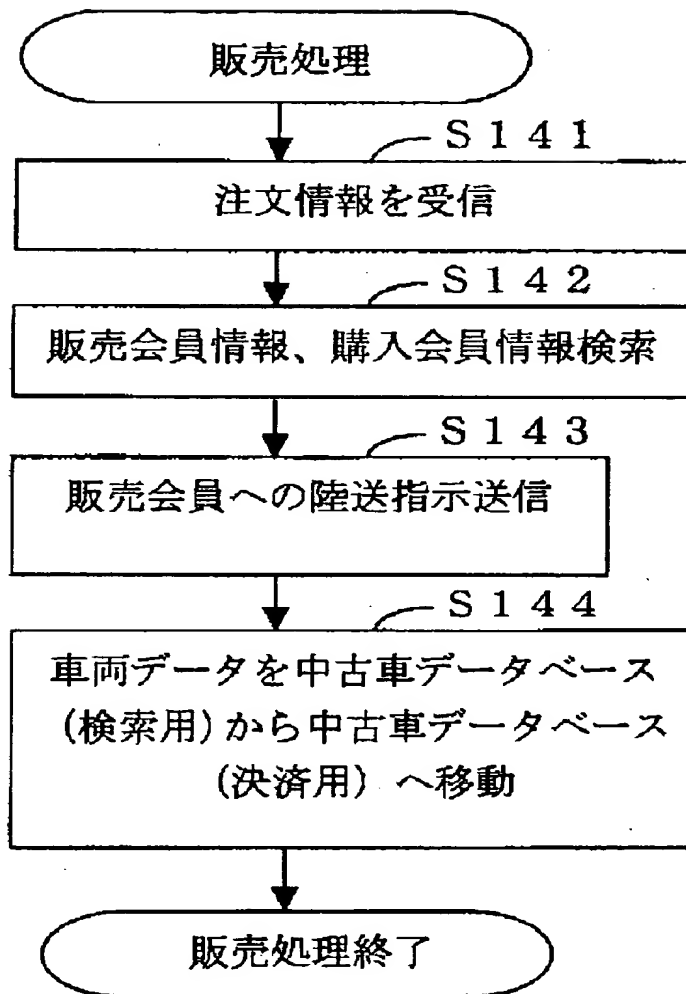 販売処理
S141
注文情報を受信
S142
販売会員情報、購入会員情報検索
S143
販売会員への陸送指示送信
S144
車両データを中古車データベース
(検索用)から中古車データベース
(決済用)へ移動
販売処理終了